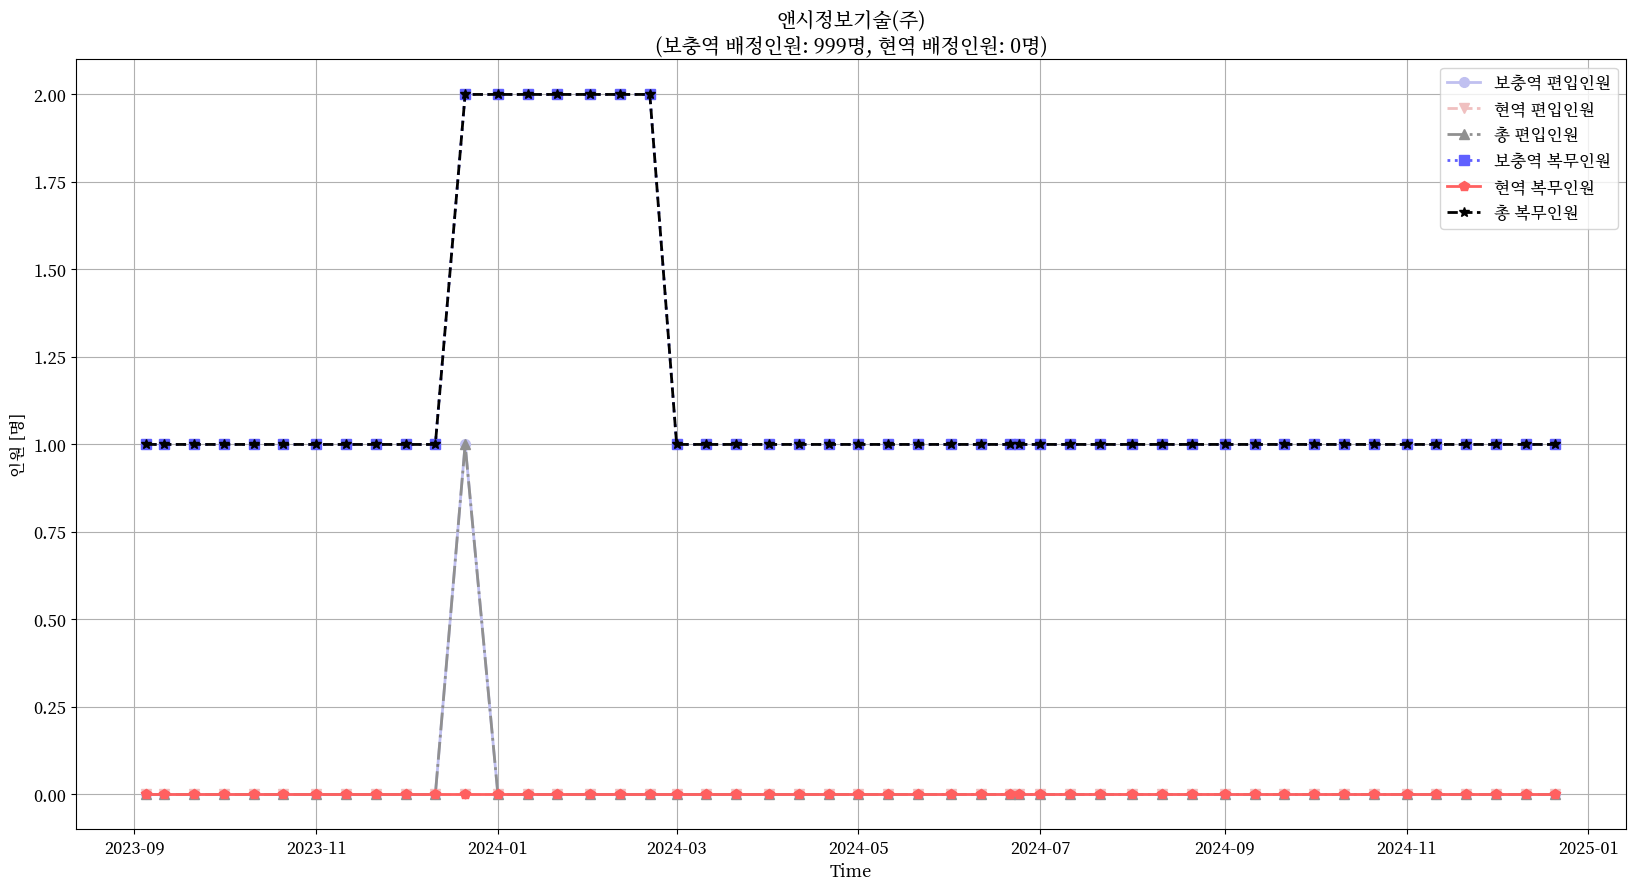 앤시정보기술(주)
(보충역 배정인원: 999명, 현역 배정인원: 0명)
보충역 편입인원
현역 편입인원
총 편입인원
보충역 복무인원
현역 복무인원
총 복무인원
인원 [명]
2.00
1.75
1.50
1.25
1.00
0.75
0.50
0.25
0.00
2023-09
2023-11
2024-01
2024-03
2024-05
2024-07
2024-09
2024-11
2025-01
Time